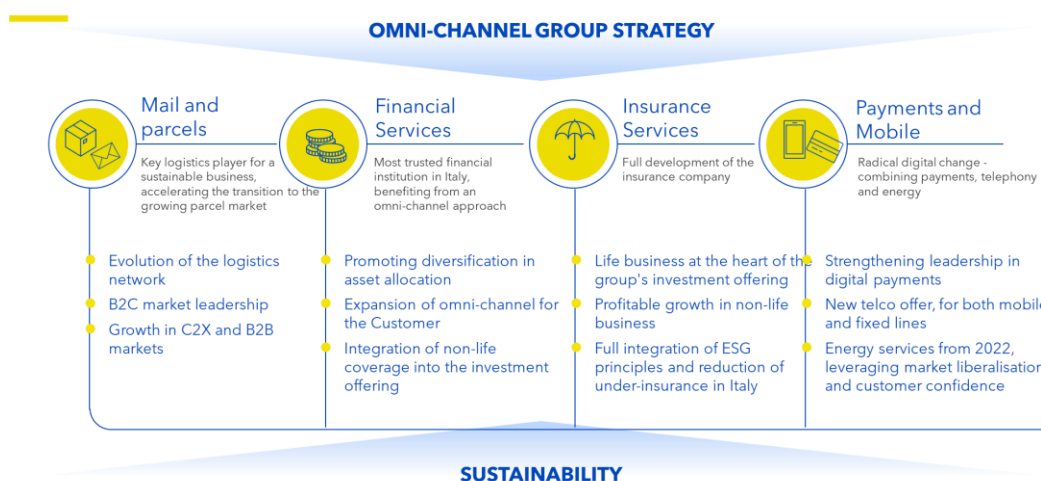 OMNI-CHANNEL GROUP STRATEGY
Mail and
parcels
Key logistics player for a
sustainable business,
accelerating the transition to the
growing parcel market
Evolution of the logistics
network
B2C market leadership
Growth in C2X and B2B
markets
Financial
Services
Most trusted financial
institution in Italy,
benefiting from an
omni-channel approach
Promoting diversification in
asset allocation
Expansion of omni-channel for
the Customer
Integration of non-life
coverage into the investment
offering
Insurance
Services
Full development of the
insurance company
Life business at the heart of the
group's investment offering
Profitable growth in non-life
business
Full integration of ESG
principles and reduction of
under-insurance in Italy
Payments and
Mobile
Radical digital change -
combining payments, telephony
and energy
Strengthening leadership in
digital payments
New telco offer, for both mobile
and fixed lines
Energy services from 2022,
leveraging market liberalisation
and customer confidence
SUSTAINABILITY